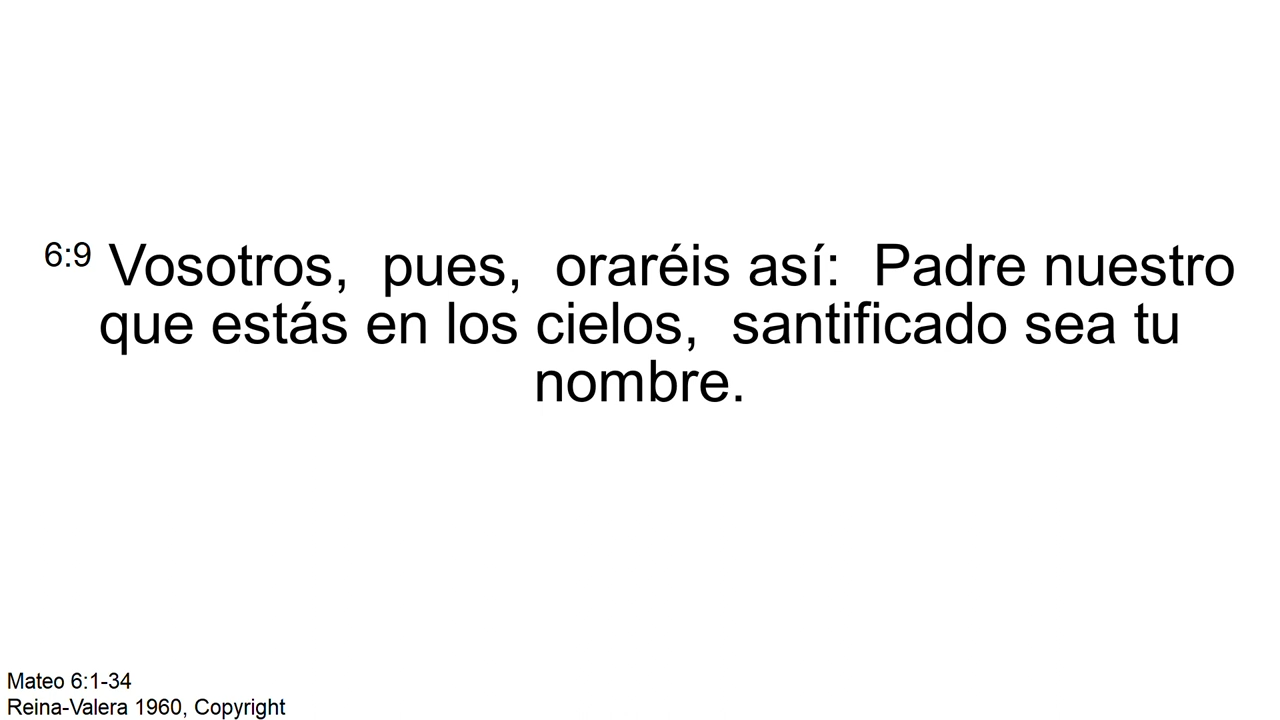 6:9 Vosotros,  pues,  oraréis así:  Padre nuestro
que estás en los cielos,  santificado sea tu
nombre.
Mateo 6:1-34
Reina-Valera 1960, Copyright